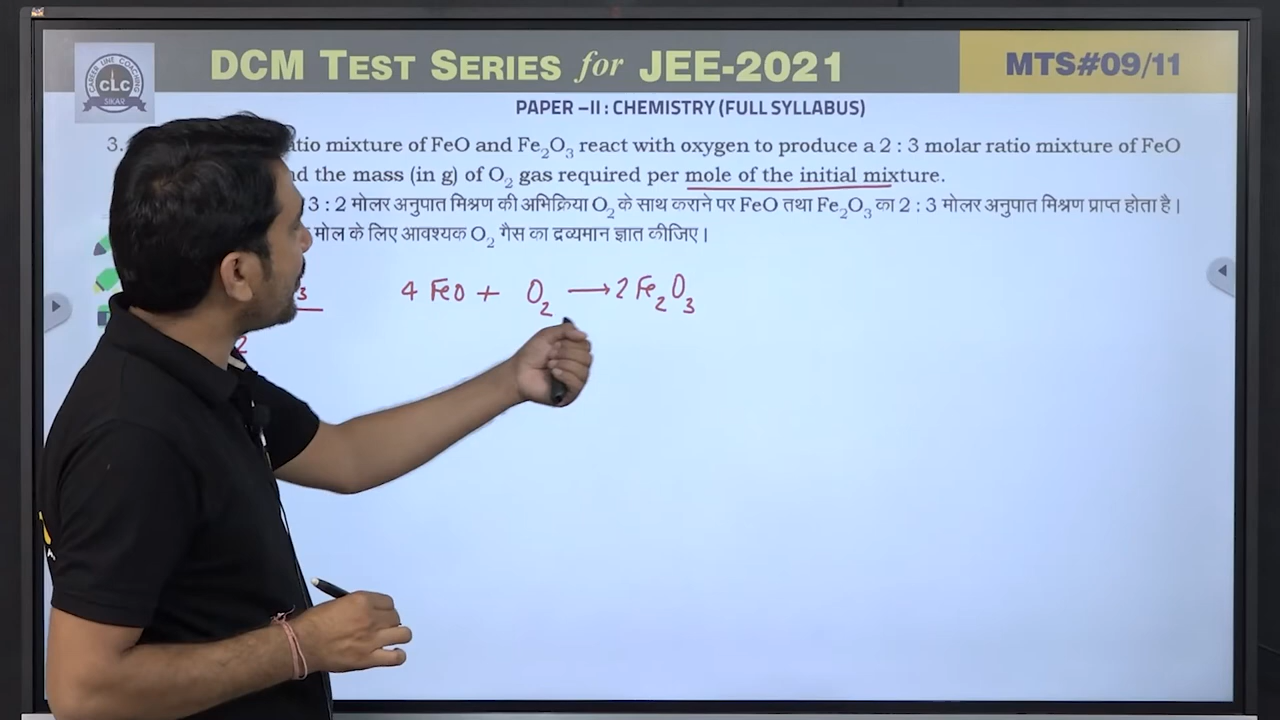 DCM TEST SERIES for JEE-2021
MTS#09/11
CAREER LINE COACHING
CLC
SIKAR
PAPER –II : CHEMISTRY (FULL SYLLABUS)
3. tio mixture of FeO and Fe₂O₃ react with oxygen to produce a 2 : 3 molar ratio mixture of FeO
nd the mass (in g) of O₂ gas required per mole of the initial mixture.
3 : 2 मोलर अनुपात मिश्रण की अभिक्रिया O₂ के साथ कराने पर FeO तथा Fe₂O₃ का 2 : 3 मोलर अनुपात मिश्रण प्राप्त होता है।
मोल के लिए आवश्यक O₂ गैस का द्रव्यमान ज्ञात कीजिए।
3 4 FeO + O₂ → 2 Fe₂O₃
2